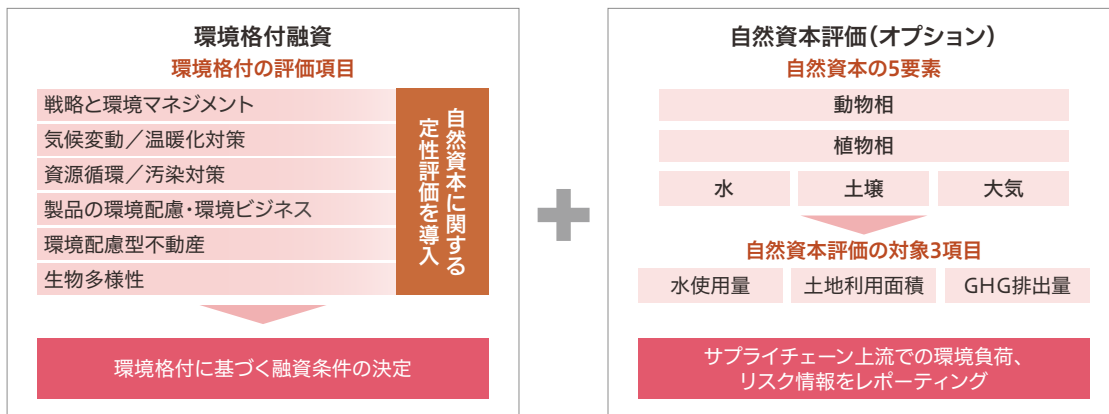 環境格付融資
環境格付の評価項目
戦略と環境マネジメント
気候変動／温暖化対策
資源循環／汚染対策
製品の環境配慮・環境ビジネス
環境配慮型不動産
生物多様性
自然資本に関する
定性評価を導入
環境格付に基づく融資条件の決定
自然資本評価（オプション）
自然資本の5要素
動物相
植物相
水
土壌
大気
自然資本評価の対象3項目
水使用量
土地利用面積
GHG排出量
サプライチェーン上流での環境負荷、
リスク情報をレポーティング